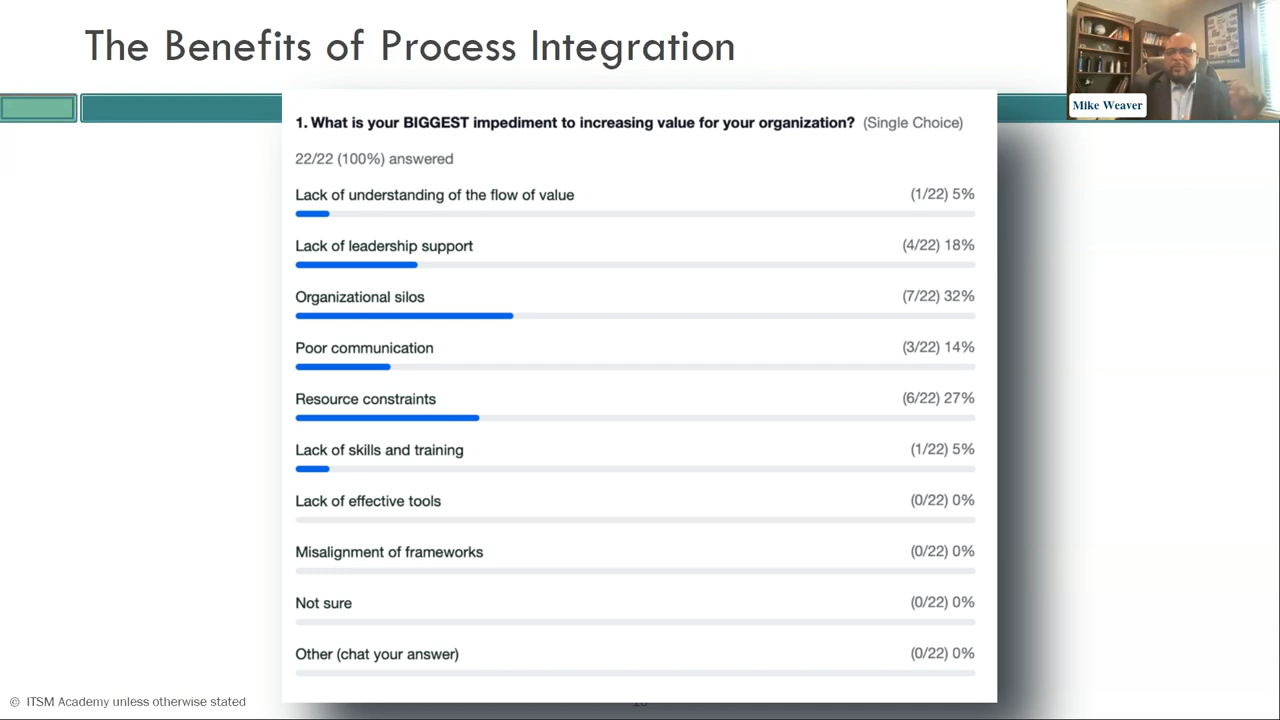 The Benefits of Process Integration
Mike Weaver
1. What is your BIGGEST impediment to increasing value for your organization? (Single Choice)
22/22 (100%) answered
Lack of understanding of the flow of value (1/22) 5%
Lack of leadership support (4/22) 18%
Organizational silos (7/22) 32%
Poor communication (3/22) 14%
Resource constraints (6/22) 27%
Lack of skills and training (1/22) 5%
Lack of effective tools (0/22) 0%
Misalignment of frameworks (0/22) 0%
Not sure (0/22) 0%
Other (chat your answer) (0/22) 0%
© ITSM Academy unless otherwise stated